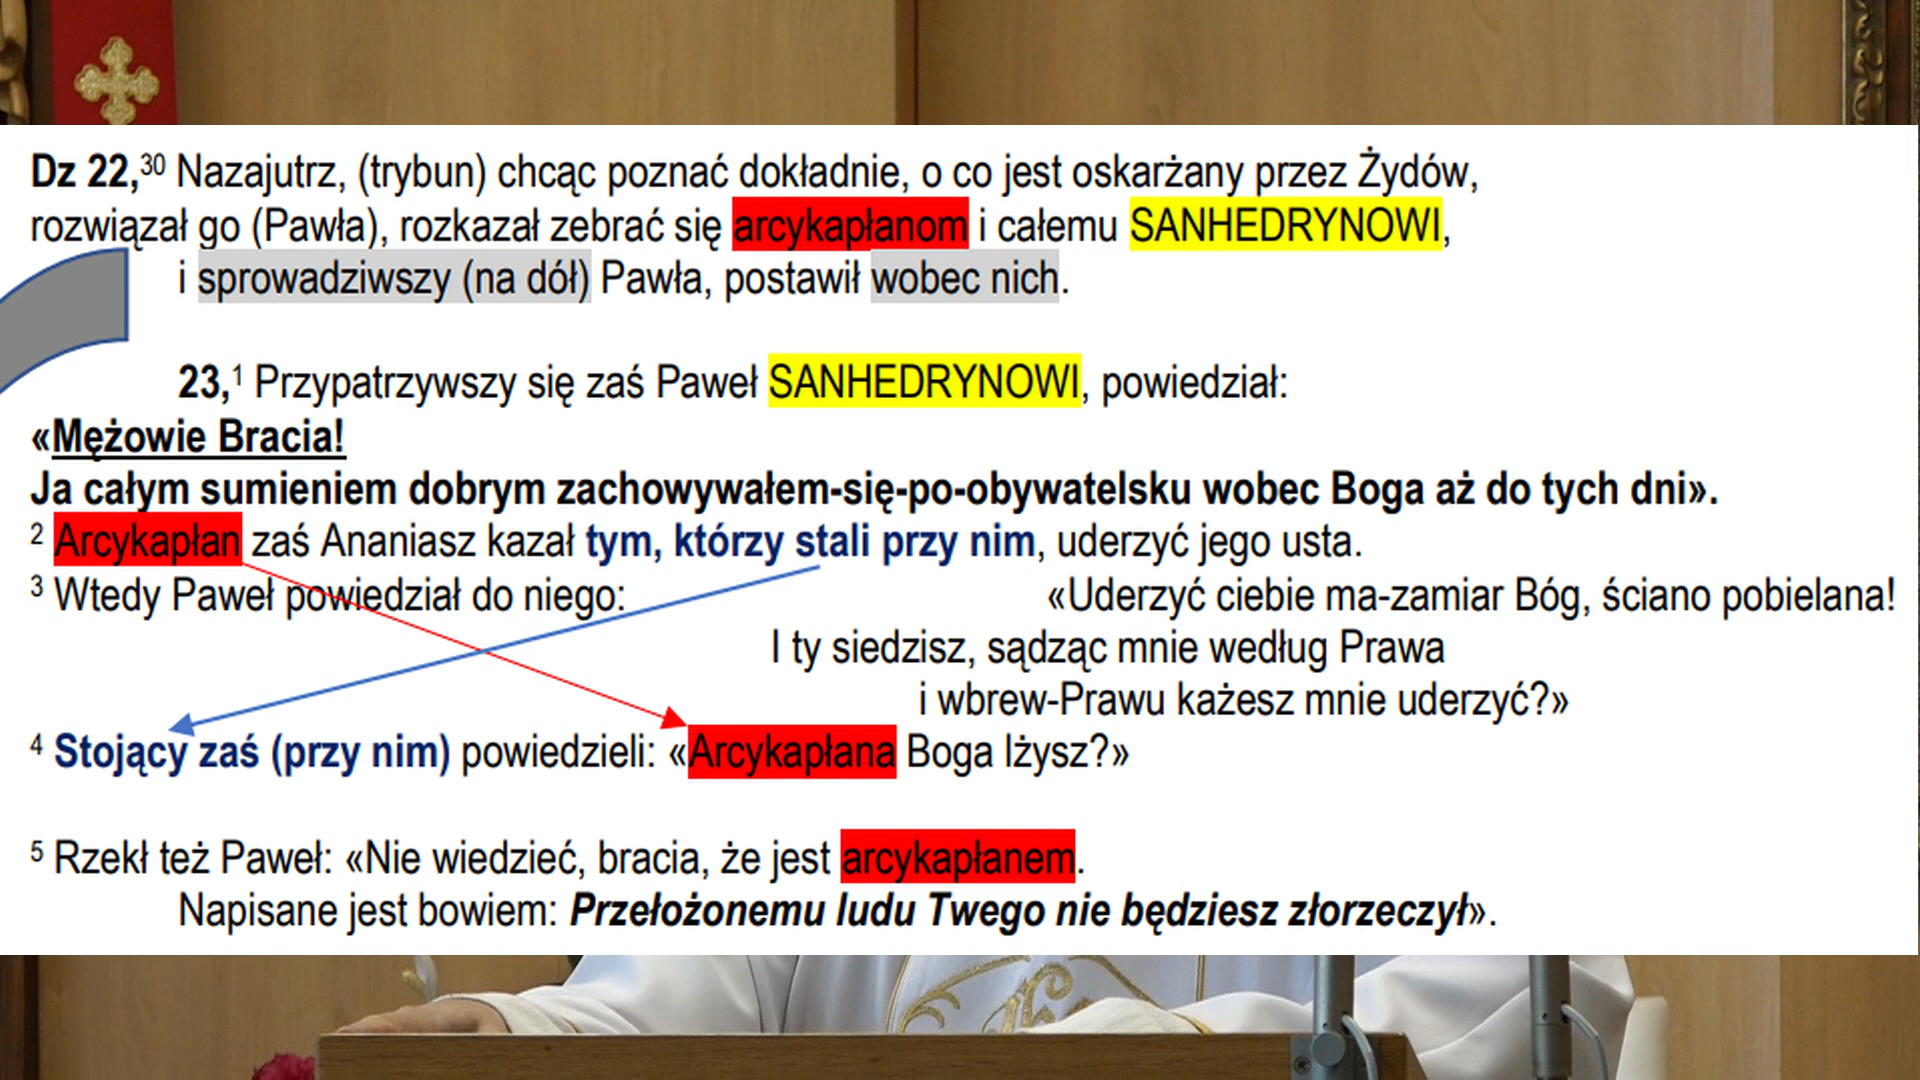 Dz 22,30 Nazajutrz, (trybun) chcąc poznać dokładnie, o co jest oskarżany przez Żydów,
rozwiązał go (Pawła), rozkazał zebrać się arcykapłanom i całemu SANHEDRYNOWI,
i sprowadziwszy (na dół) Pawła, postawił wobec nich.
23,1 Przypatrzywszy się zaś Paweł SANHEDRYNOWI, powiedział:
«Mężowie Bracia!
Ja całym sumieniem dobrym zachowywałem-się-po-obywatelsku wobec Boga aż do tych dni».
2 Arcykapłan zaś Ananiasz kazał tym, którzy stali przy nim, uderzyć jego usta.
3 Wtedy Paweł powiedział do niego: «Uderzyć ciebie ma-zamiar Bóg, ściano pobielana!
I ty siedzisz, sądząc mnie według Prawa
i wbrew-Prawu każesz mnie uderzyć?»
4 Stojący zaś (przy nim) powiedzieli: «Arcykapłana Boga lżysz?»
5 Rzekł też Paweł: «Nie wiedzieć, bracia, że jest arcykapłanem.
Napisane jest bowiem: Przełożonemu ludu Twego nie będziesz złorzeczył».